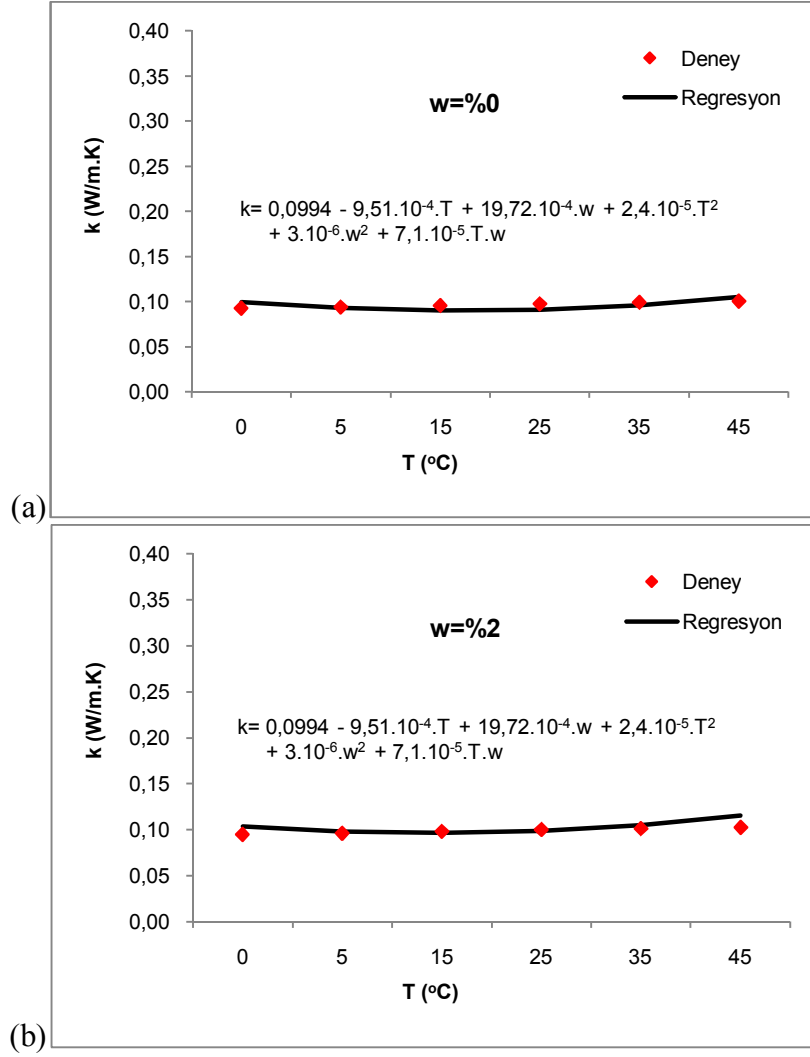 0,40
0,35
0,30
0,25
0,20
0,15
0,10
0,05
0,00
k (W/m.K)
Deney
Regresyon
w=%0
k= 0,0994 - 9,51.10⁻⁴.T + 19,72.10⁻⁴.w + 2,4.10⁻⁵.T²
+ 3.10⁻⁶.w² + 7,1.10⁻⁵.T.w
0 5 15 25 35 45
T (ºC)
(a)
0,40
0,35
0,30
0,25
0,20
0,15
0,10
0,05
0,00
k (W/m.K)
Deney
Regresyon
w=%2
k= 0,0994 - 9,51.10⁻⁴.T + 19,72.10⁻⁴.w + 2,4.10⁻⁵.T²
+ 3.10⁻⁶.w² + 7,1.10⁻⁵.T.w
0 5 15 25 35 45
T (ºC)
(b)